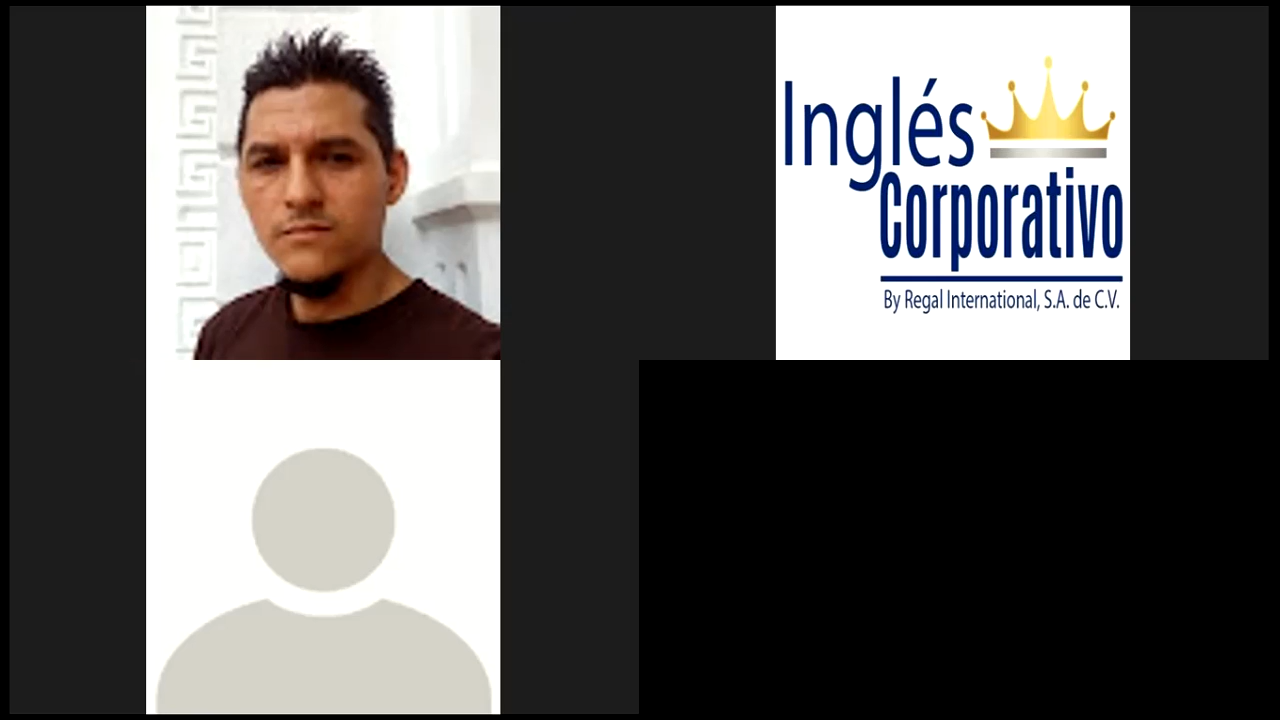 Inglés
Corporativo
By Regal International, S.A. de C.V.